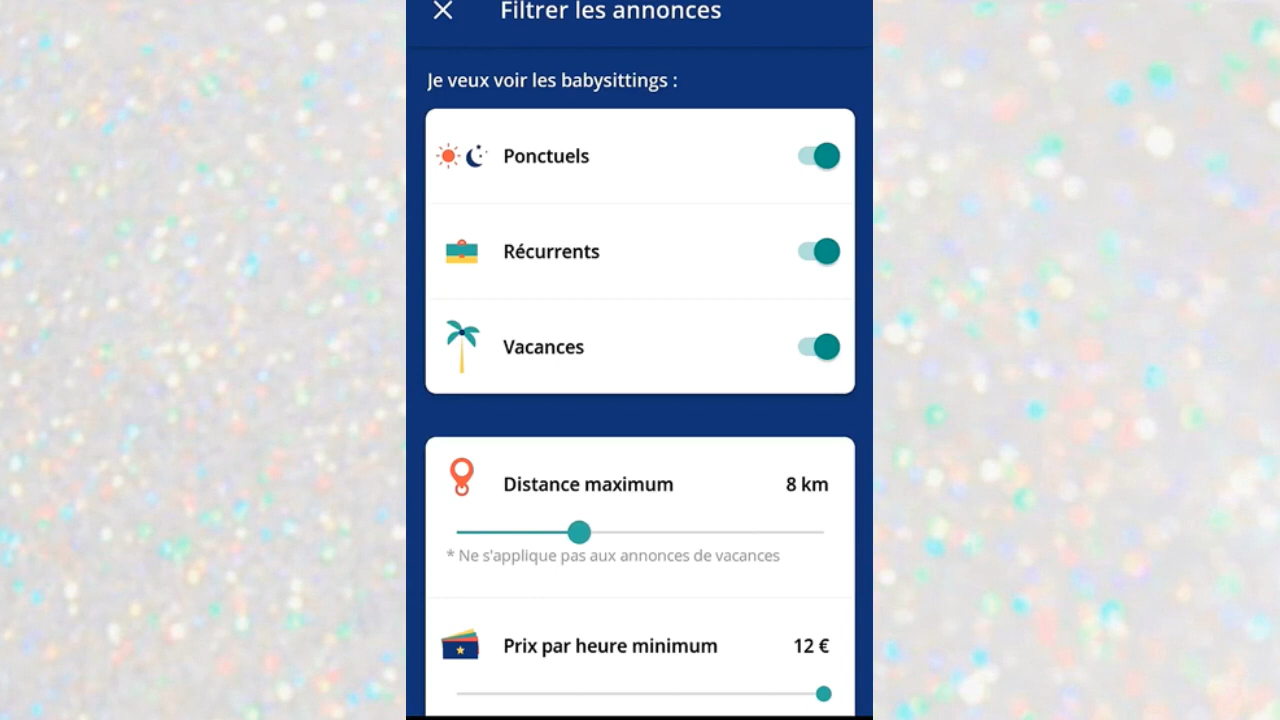 Filtrer les annonces
Je veux voir les babysittings :
Ponctuels
Récurrents
Vacances
Distance maximum 8 km
* Ne s'applique pas aux annonces de vacances
Prix par heure minimum 12 €